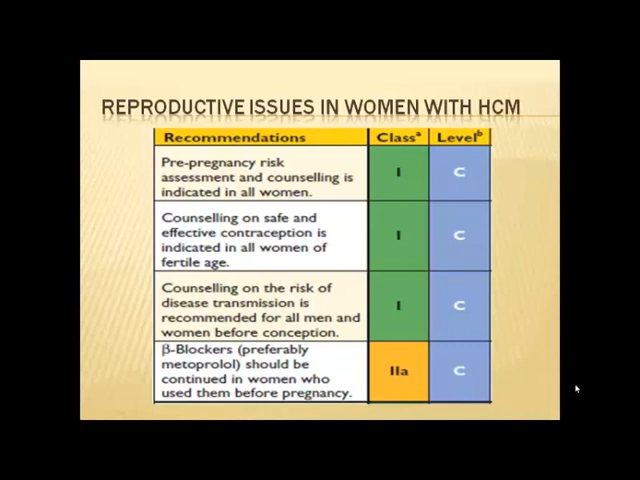 REPRODUCTIVE ISSUES IN WOMEN WITH HCM
Recommendations Classᵃ Levelᵇ
Pre-pregnancy risk
assessment and counselling is
indicated in all women.
I C
Counselling on safe and
effective contraception is
indicated in all women of
fertile age.
I C
Counselling on the risk of
disease transmission is
recommended for all men and
women before conception.
I C
β-Blockers (preferably
metoprolol) should be
continued in women who
used them before pregnancy.
IIa C